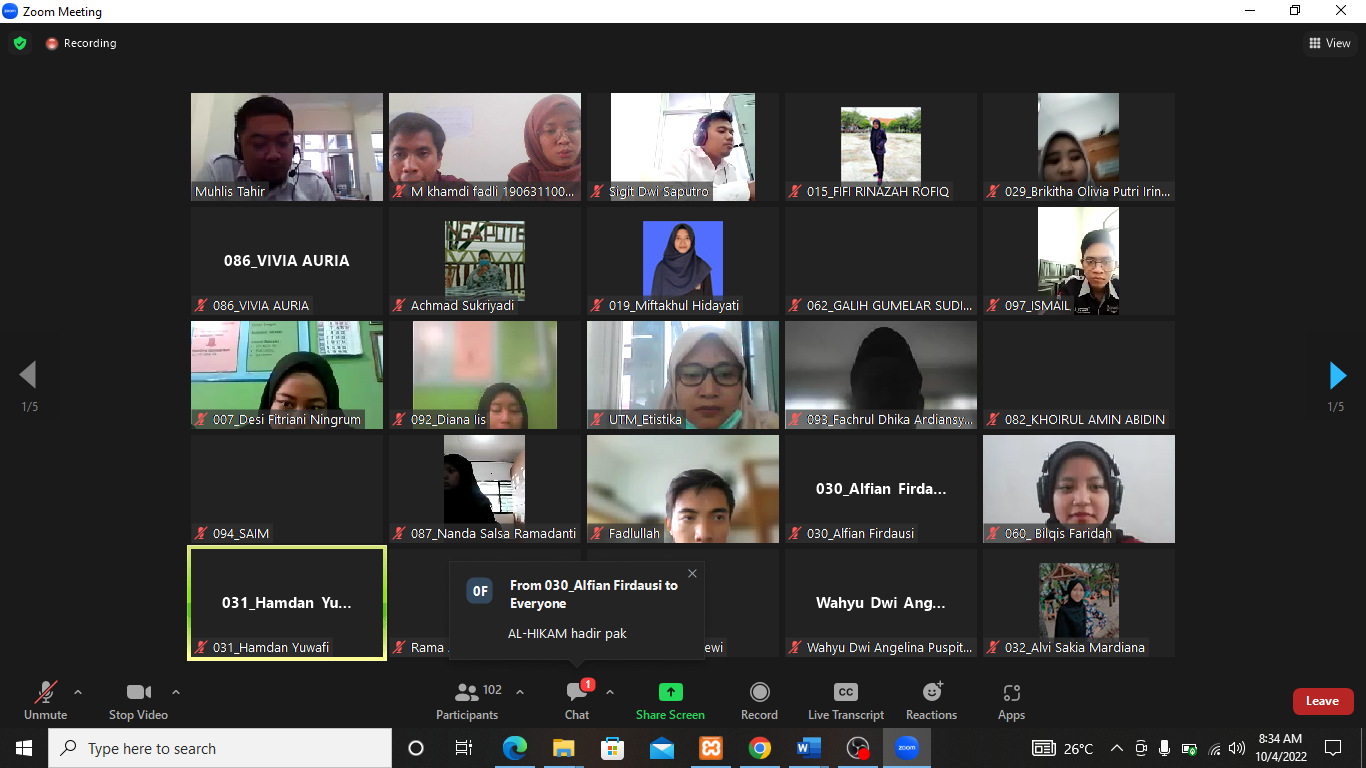 Zoom Meeting
Recording
View
Muhlis Tahir
M khamdi fadli 190631100...
Sigit Dwi Saputro
015_FIFI RINAZAH ROFIQ
029_Brikitha Olivia Putri Irin...
086_VIVIA AURIA
086_VIVIA AURIA
NGAPOTE
Achmad Sukriyadi
019_Miftakhul Hidayati
062_GALIH GUMELAR SUDI...
097_ISMAIL
1/5
1/5
007_Desi Fitriani Ningrum
092_Diana Iis
UTM_Etistika
093_Fachrul Dhika Ardiansy...
082_KHOIRUL AMIN ABIDIN
094_SAIM
087_Nanda Salsa Ramadanti
Fadlullah
030_Alfian Firda...
030_Alfian Firdausi
060_ Bilqis Faridah
031_Hamdan Yu...
031_Hamdan Yuwafi
Rama
OF
From 030_Alfian Firdausi to
Everyone
AL-HIKAM hadir pak
ewi
Wahyu Dwi Ang...
Wahyu Dwi Angelina Puspit...
032_Alvi Sakia Mardiana
Unmute
Stop Video
102
Participants
1
Chat
Share Screen
Record
CC
Live Transcript
Reactions
Apps
Leave
Type here to search
zoom
26°C
8:34 AM
10/4/2022